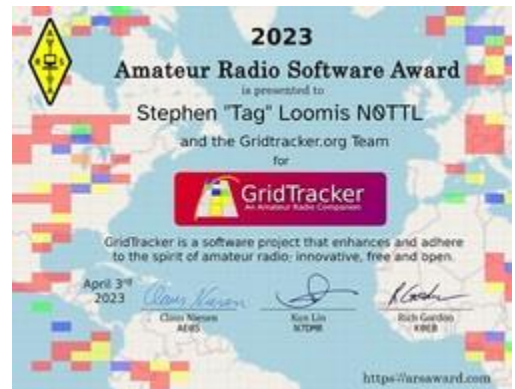 2023
Amateur Radio Software Award
is presented to
Stephen "Tag" Loomis NØTTL
and the Gridtracker.org Team
for
GridTracker
An Amateur Radio Companion
GridTracker is a software project that enhances and adhere
to the spirit of amateur radio: innovative, free and open.
April 3rd
2023
Claus Niesen
AE0S
Kun Lin
N7DMR
Rich Gordon
K0EB
https://arsaward.com